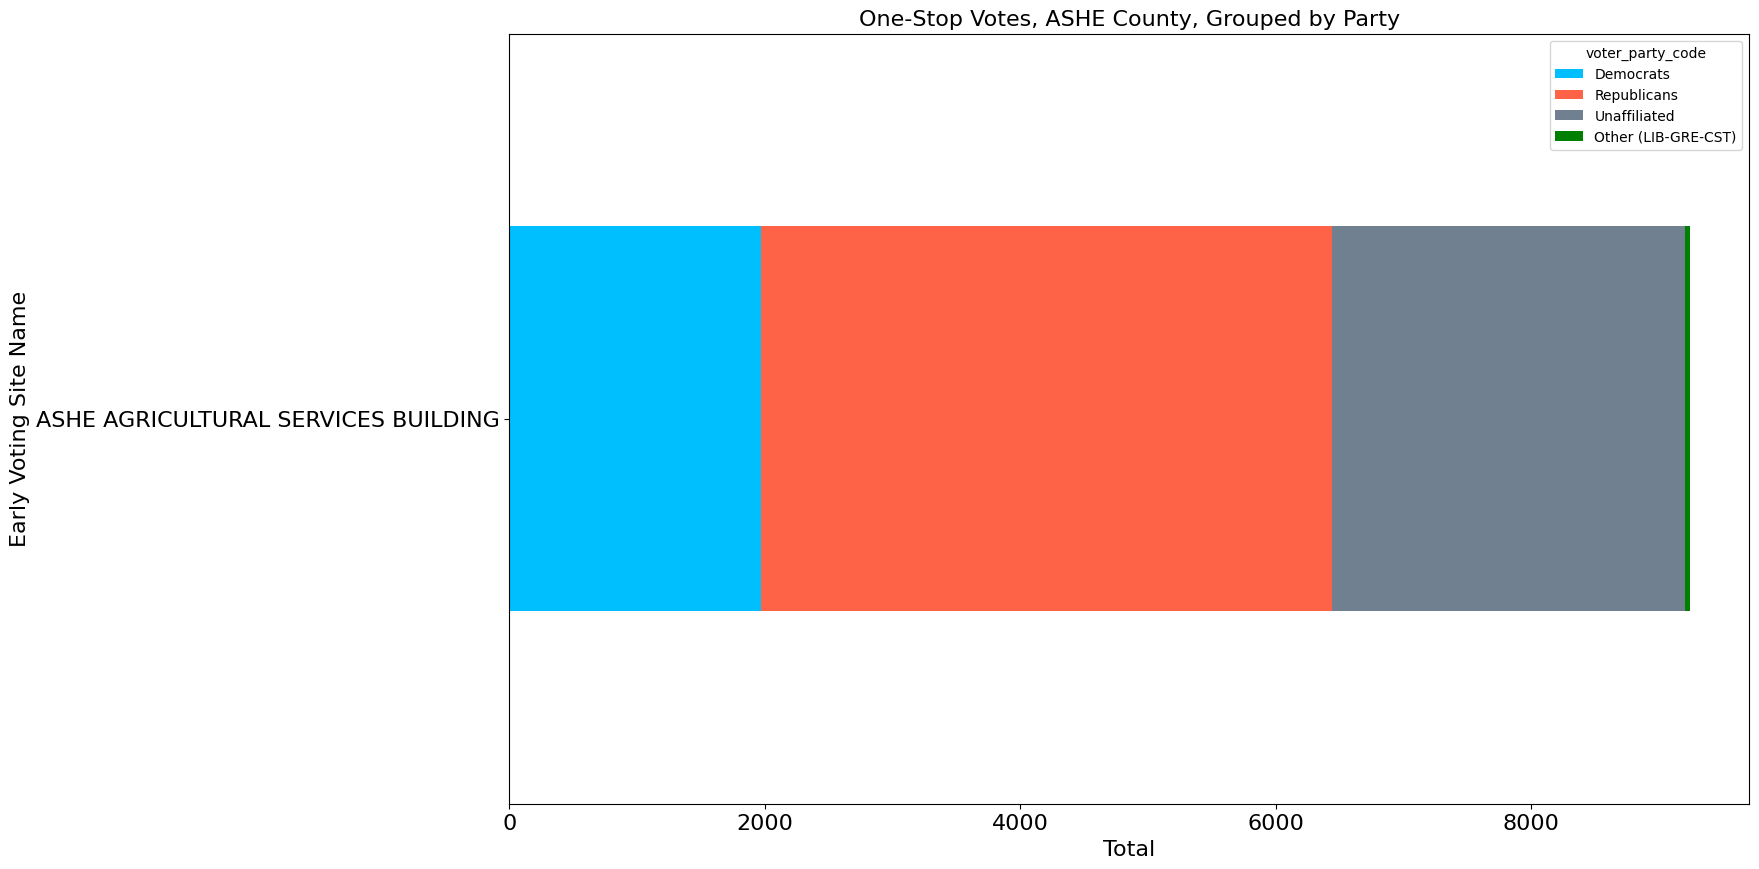 One-Stop Votes, ASHE County, Grouped by Party
voter_party_code
Democrats
Republicans
Unaffiliated
Other (LIB-GRE-CST)
Early Voting Site Name
ASHE AGRICULTURAL SERVICES BUILDING
0 2000 4000 6000 8000
Total